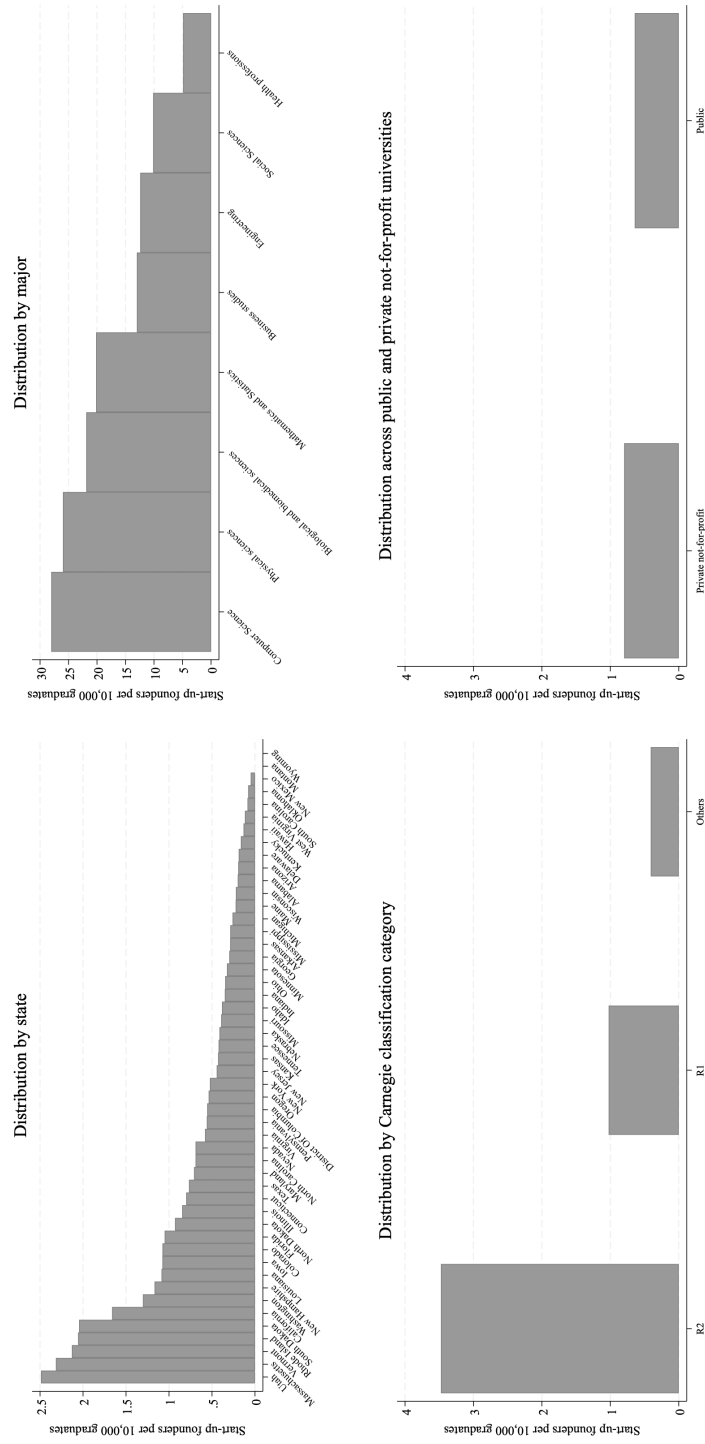 Distribution by state
Start-up founders per 10,000 graduates
2.5
2
1.5
1
.5
0
Utah
Massachusetts
Vermont
Rhode Island
South Dakota
California
Washington
New Hampshire
Louisiana
Iowa
Colorado
Florida
North Dakota
Illinois
Connecticut
Texas
Maryland
North Carolina
Nevada
Virginia
Pennsylvania
District Of Columbia
Oregon
New York
New Jersey
Kansas
Tennessee
Nebraska
Missouri
Idaho
Indiana
Ohio
Minnesota
Georgia
Arkansas
Mississippi
Michigan
Maine
Wisconsin
Alabama
Arizona
Delaware
Kentucky
Hawaii
West Virginia
South Carolina
Oklahoma
New Mexico
Montana
Wyoming
Distribution by major
Start-up founders per 10,000 graduates
30
25
20
15
10
5
0
Computer Science
Physical sciences
Biological and biomedical sciences
Mathematics and Statistics
Business studies
Engineering
Social Sciences
Health professions
Distribution by Carnegie classification category
Start-up founders per 10,000 graduates
4
3
2
1
0
R2
R1
Others
Distribution across public and private not-for-profit universities
Start-up founders per 10,000 graduates
4
3
2
1
0
Private not-for-profit
Public